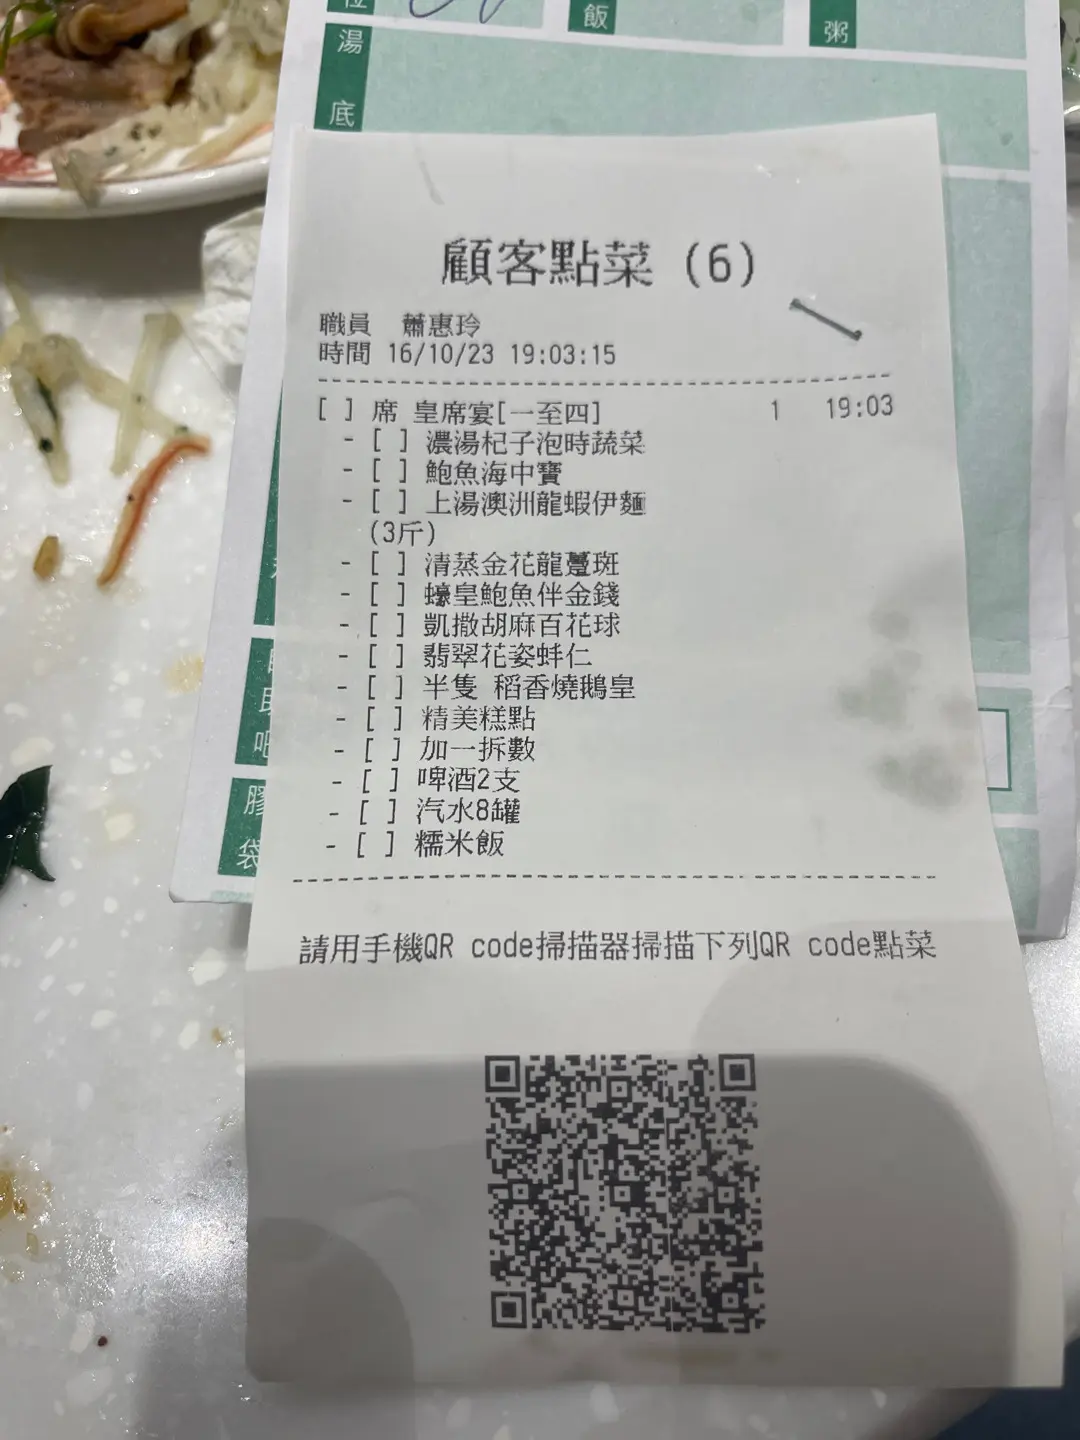 湯
底
飯
粥
顧客點菜 (6)
職員 蕭惠玲
時間 16/10/23 19:03:15
[ ] 席 皇席宴[一至四] 1 19:03
- [ ] 濃湯杞子泡時蔬菜
- [ ] 鮑魚海中寶
- [ ] 上湯澳洲龍蝦伊麵
(3斤)
- [ ] 清蒸金花龍躉斑
- [ ] 蠔皇鮑魚伴金錢
- [ ] 凱撒胡麻百花球
- [ ] 翡翠花姿蚌仁
- [ ] 半隻 稻香燒鵝皇
- [ ] 精美糕點
- [ ] 加一拆數
- [ ] 啤酒2支
- [ ] 汽水8罐
- [ ] 糯米飯
請用手機QR code掃描器掃描下列QR code點菜
膠
袋